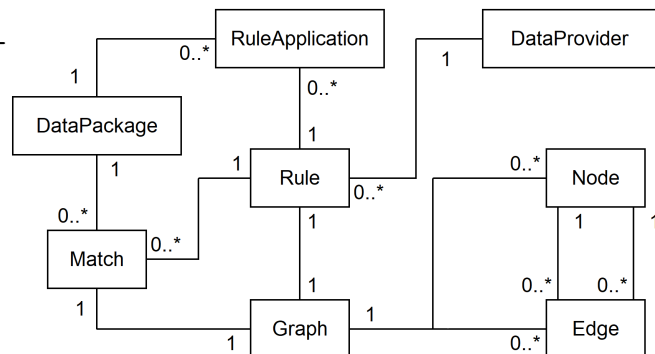 RuleApplication
DataProvider
0..*
1
1
0..*
DataPackage
1
1
1
Rule
0..*
0..*
Node
0..*
0..*
1
1
1
Match
1
0..*
0..*
1
1
Graph
1
0..*
Edge